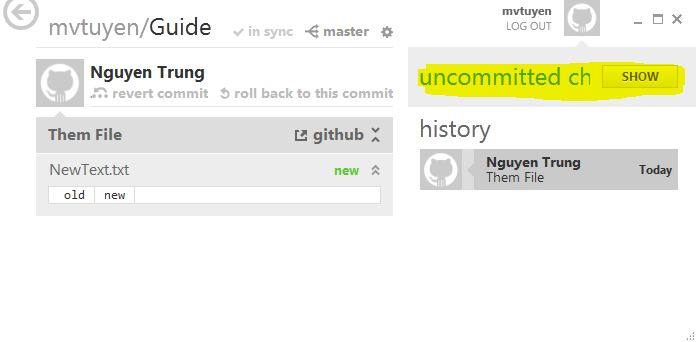 mvtuyen/Guide
in sync
master
mvtuyen
LOG OUT
Nguyen Trung
revert commit
roll back to this commit
Them File
github
NewText.txt
new
old
new
uncommitted ch
SHOW
history
Nguyen Trung
Them File
Today